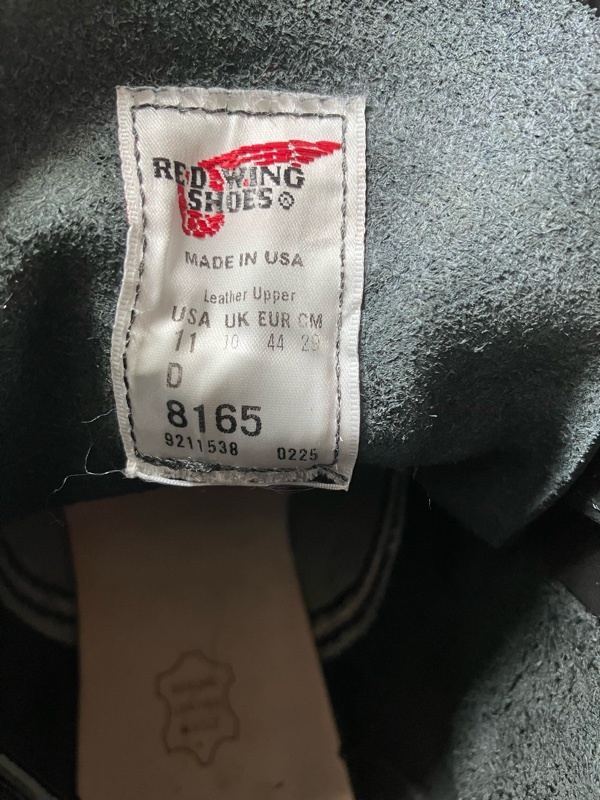 RED WING
SHOES®
MADE IN USA
Leather Upper
USA UK EUR CM
11 10 44 29
D
8165
9211538 0225